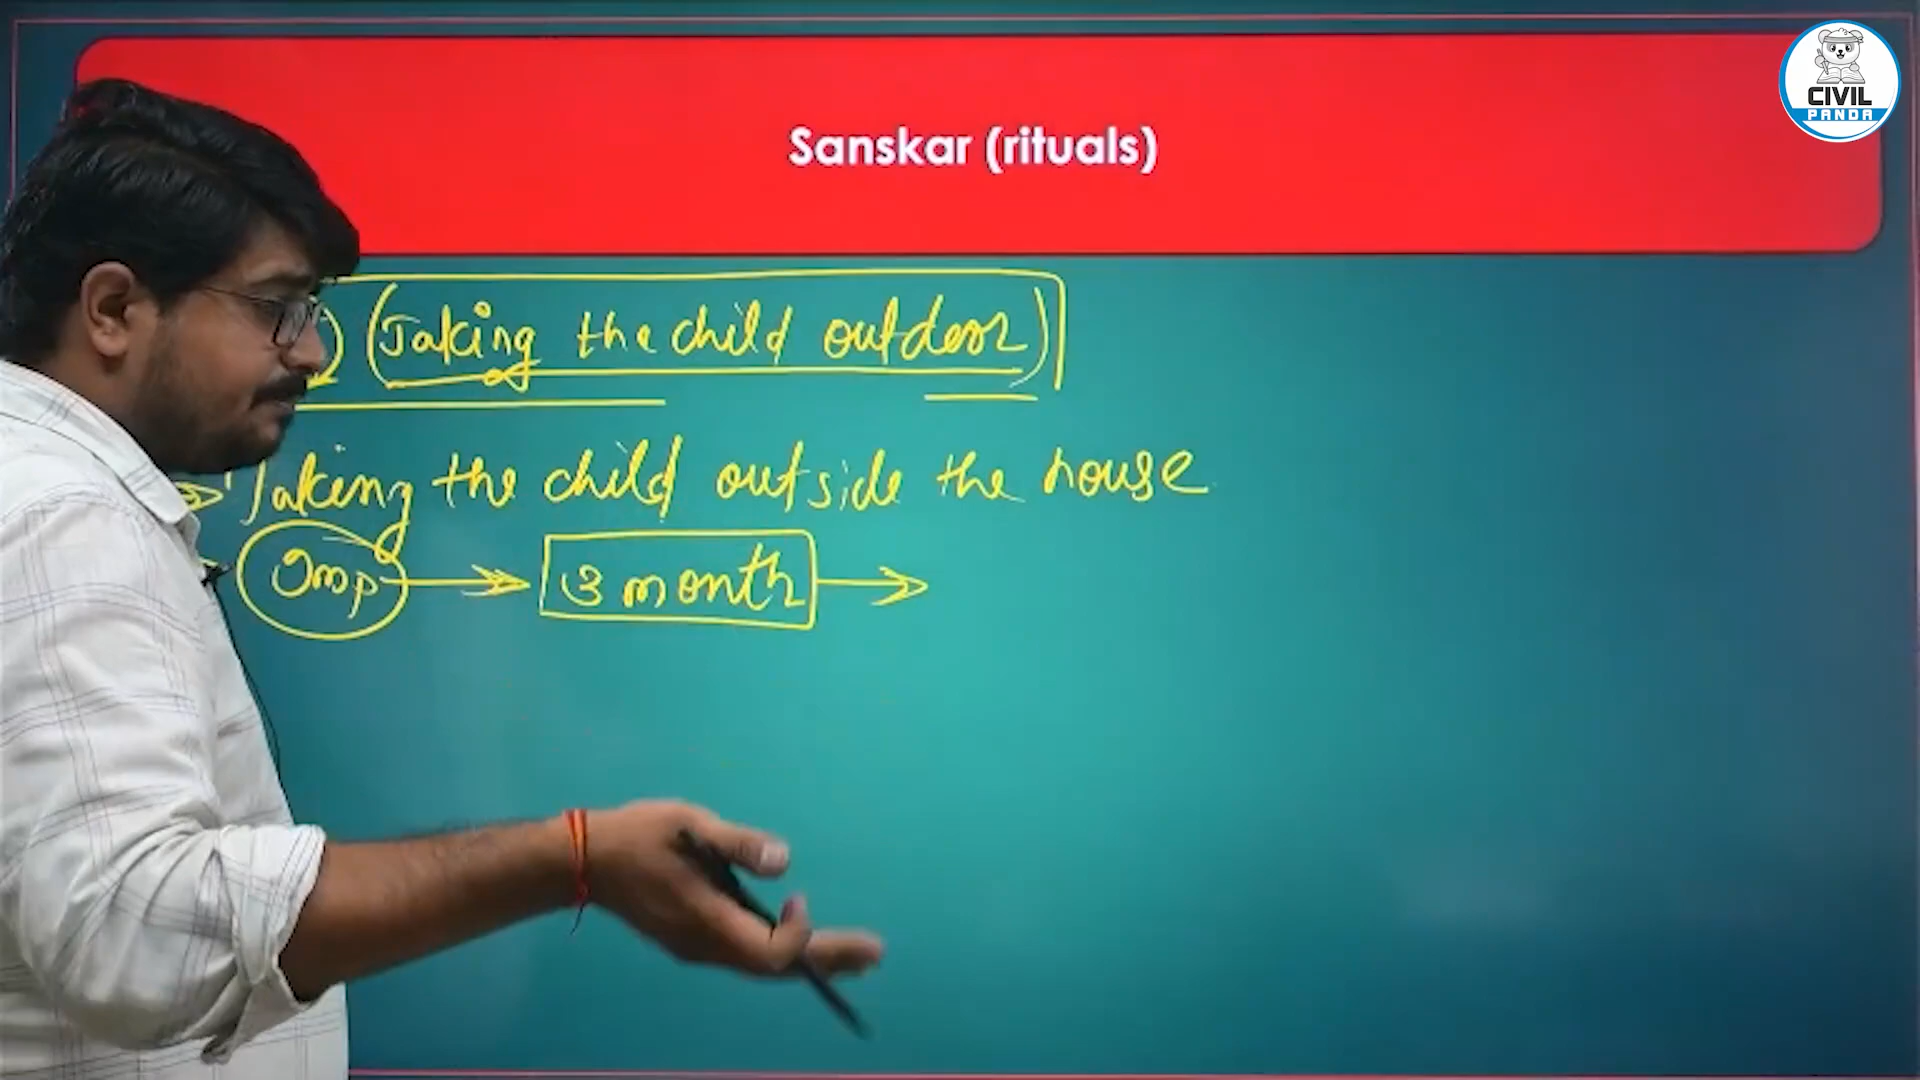 CIVIL
PANDA
Sanskar (rituals)
) (Taking the child outdoor)
Taking the child outside the house
Imp → 3 month →